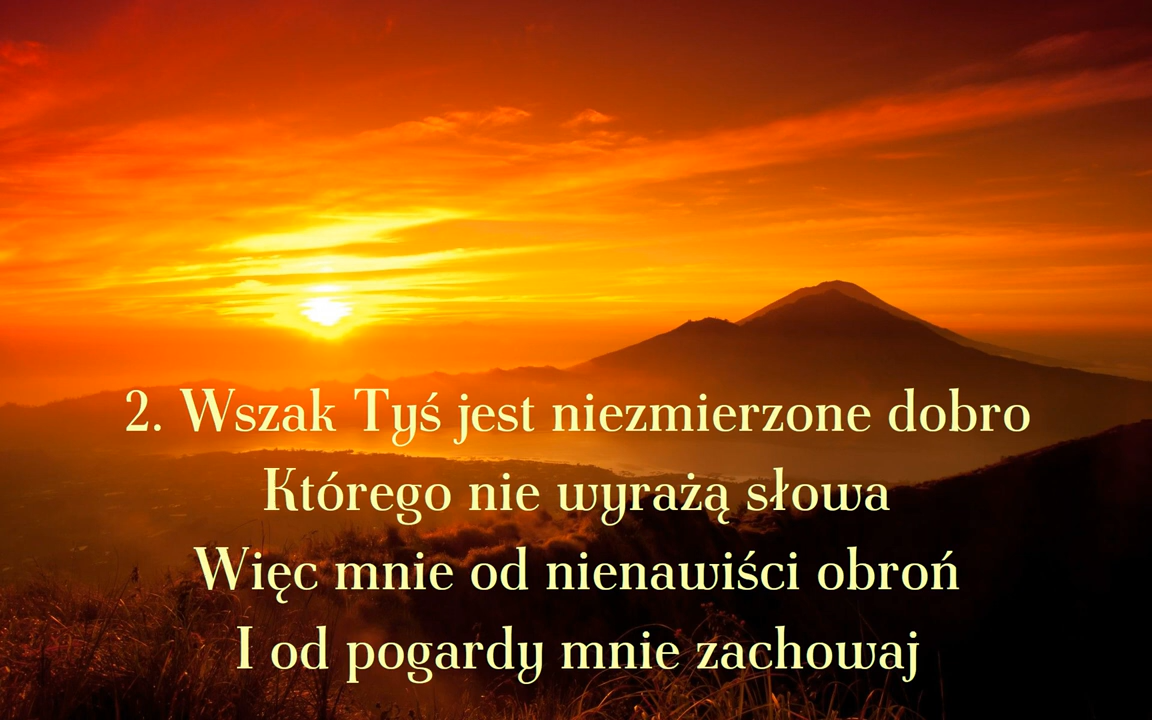 2. Wszak Tyś jest niezmierzone dobro
Którego nie wyrażą słowa
Więc mnie od nienawiści obroń
I od pogardy mnie zachowaj